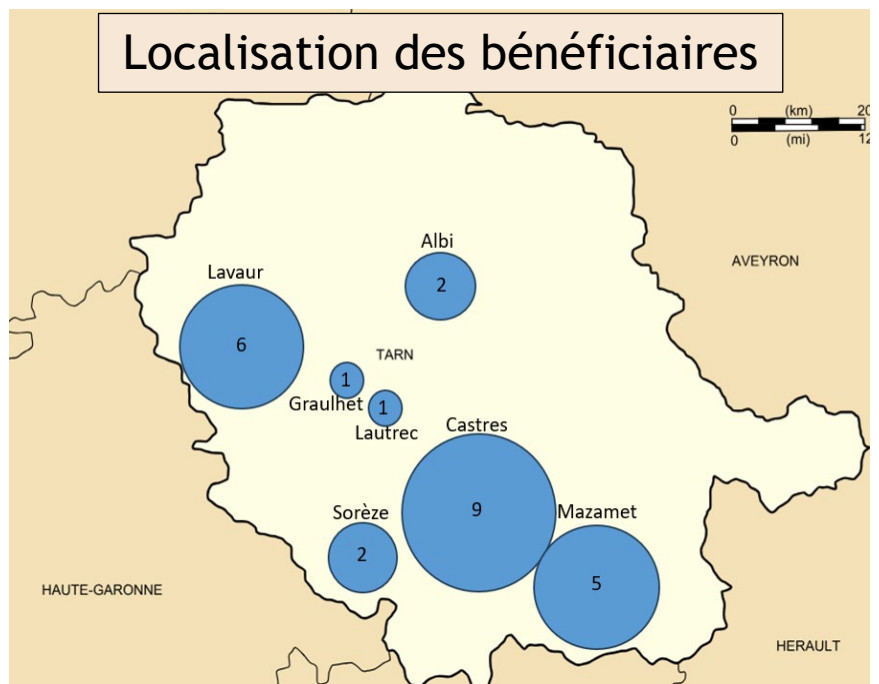 Localisation des bénéficiaires
0 (km) 20
0 (mi) 12
Albi
2
AVEYRON
Lavaur
6
TARN
1
Graulhet
1
Lautrec
Castres
9
Sorèze
2
Mazamet
5
HAUTE-GARONNE
HERAULT